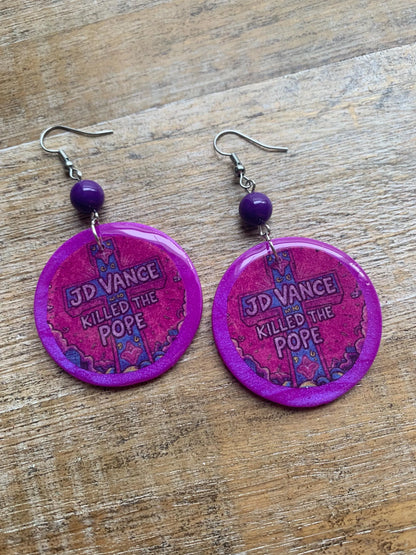 JD VANCE
KILLED THE
POPE
JD VANCE
KILLED THE
POPE